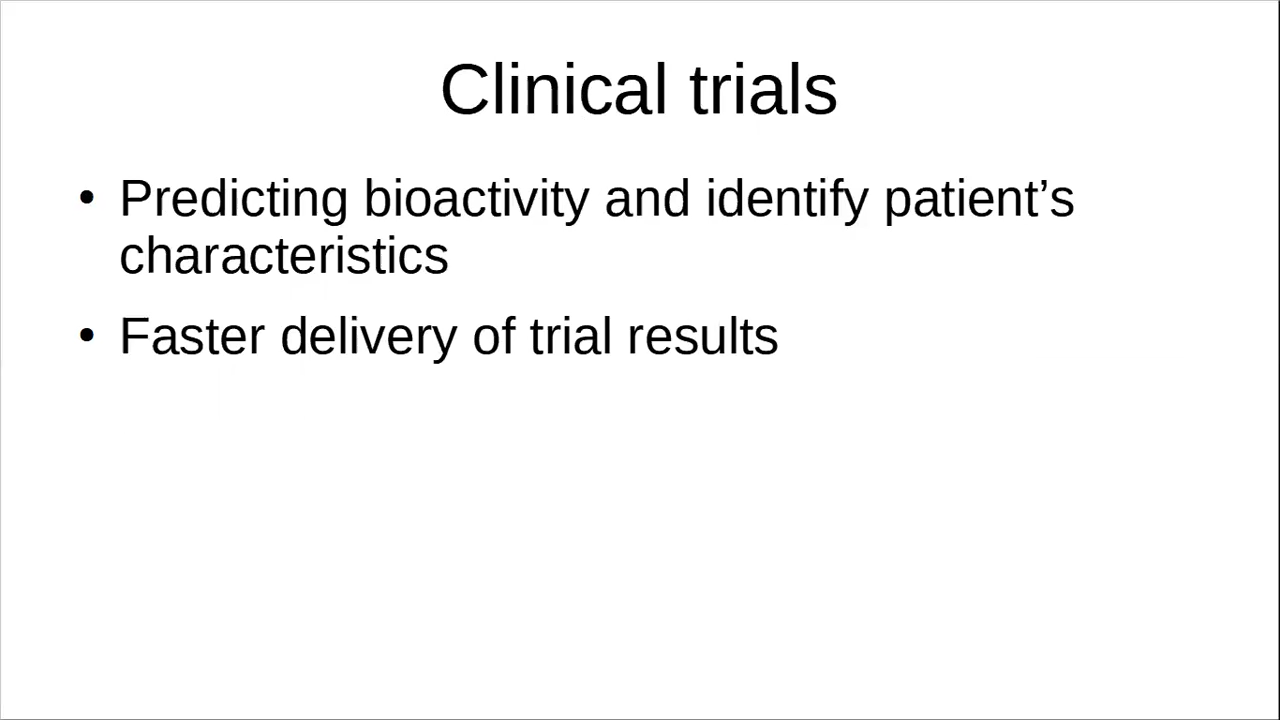 Clinical trials
• Predicting bioactivity and identify patient’s
characteristics
• Faster delivery of trial results